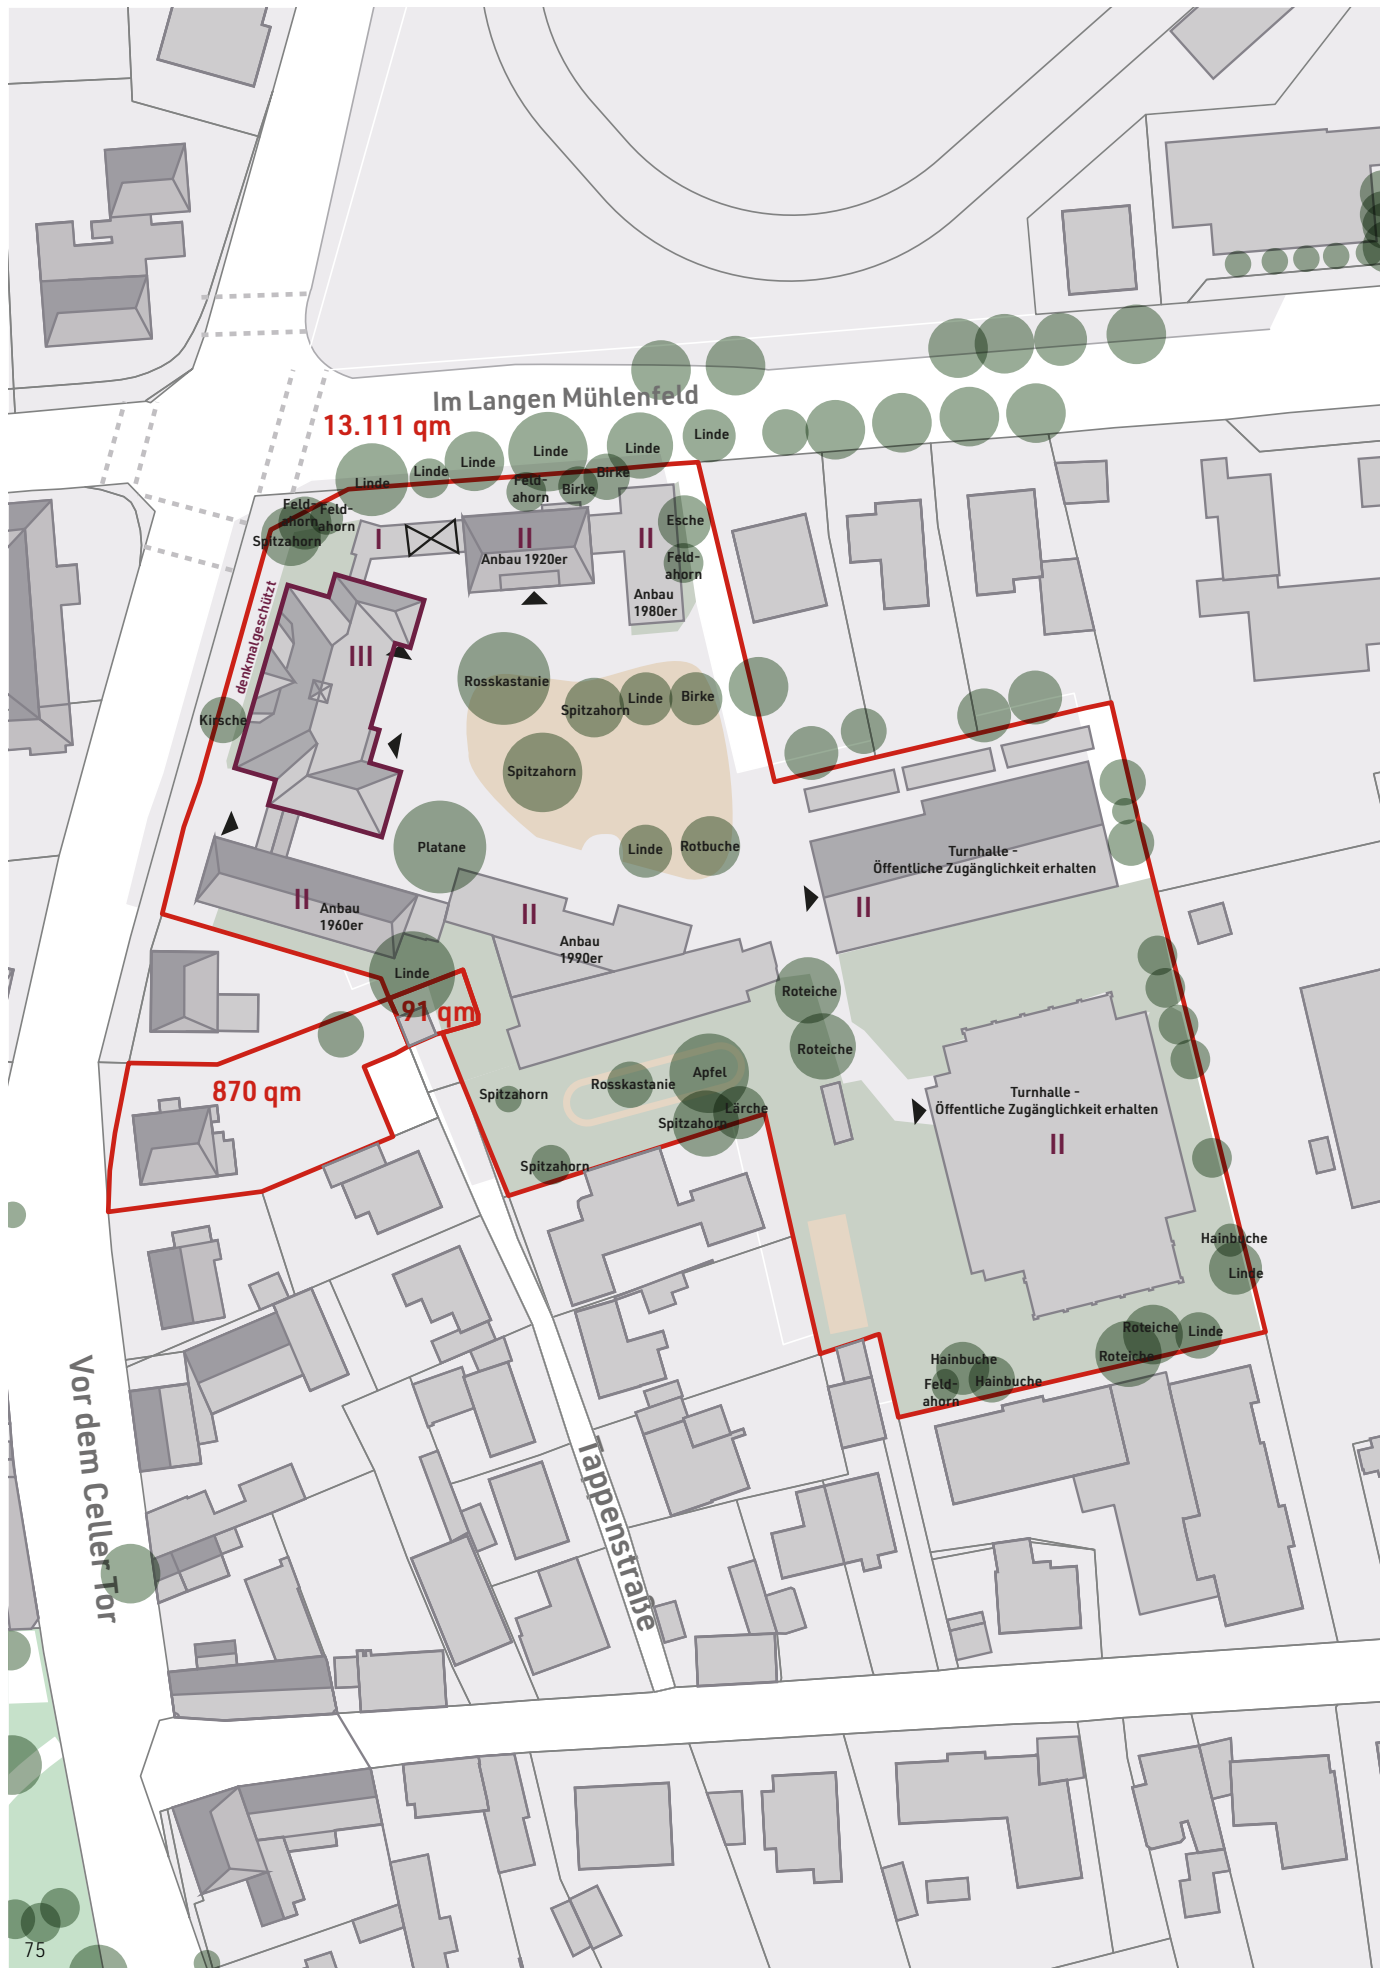 Im Langen Mühlenfeld
13.111 qm
Linde
Linde
Linde
Linde
Linde
Linde
Feld-
ahorn
Birke
Birke
Feld-
ahorn
Feld-
ahorn
Spitzahorn
I
II
Anbau 1920er
II
Anbau
1980er
Esche
Feld-
ahorn
denkmalgeschützt
III
Kirsche
Rosskastanie
Spitzahorn
Linde
Birke
Spitzahorn
Platane
Linde
Rotbuche
Turnhalle -
Öffentliche Zugänglichkeit erhalten
II
II
Anbau
1960er
II
Anbau
1990er
Linde
91 qm
Roteiche
Roteiche
870 qm
Spitzahorn
Rosskastanie
Apfel
Lärche
Spitzahorn
Spitzahorn
Turnhalle -
Öffentliche Zugänglichkeit erhalten
II
Hainbuche
Linde
Roteiche
Linde
Roteiche
Hainbuche
Hainbuche
Feld-
ahorn
Vor dem Celler Tor
Tappenstraße
75